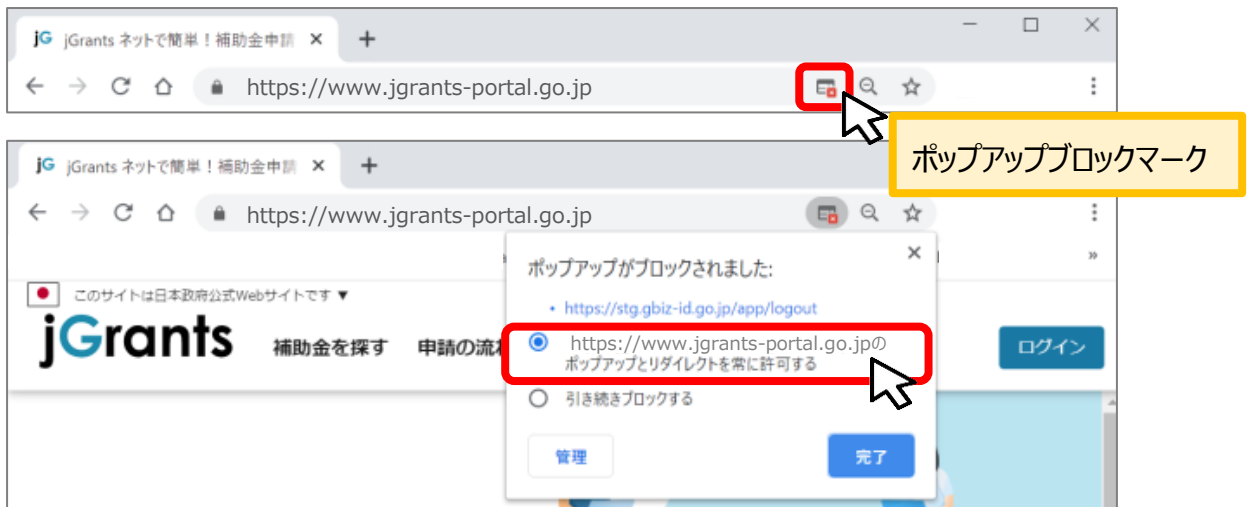 jG jGrants ネットで簡単！補助金申請
https://www.jgrants-portal.go.jp
ポップアップブロックマーク
jG jGrants ネットで簡単！補助金申請
https://www.jgrants-portal.go.jp
ポップアップがブロックされました:
• https://stg.gbiz-id.go.jp/app/logout
https://www.jgrants-portal.go.jpの
ポップアップとリダイレクトを常に許可する
引き続きブロックする
管理
完了
このサイトは日本政府公式Webサイトです ▼
jGrants
補助金を探す
申請の流
ログイン